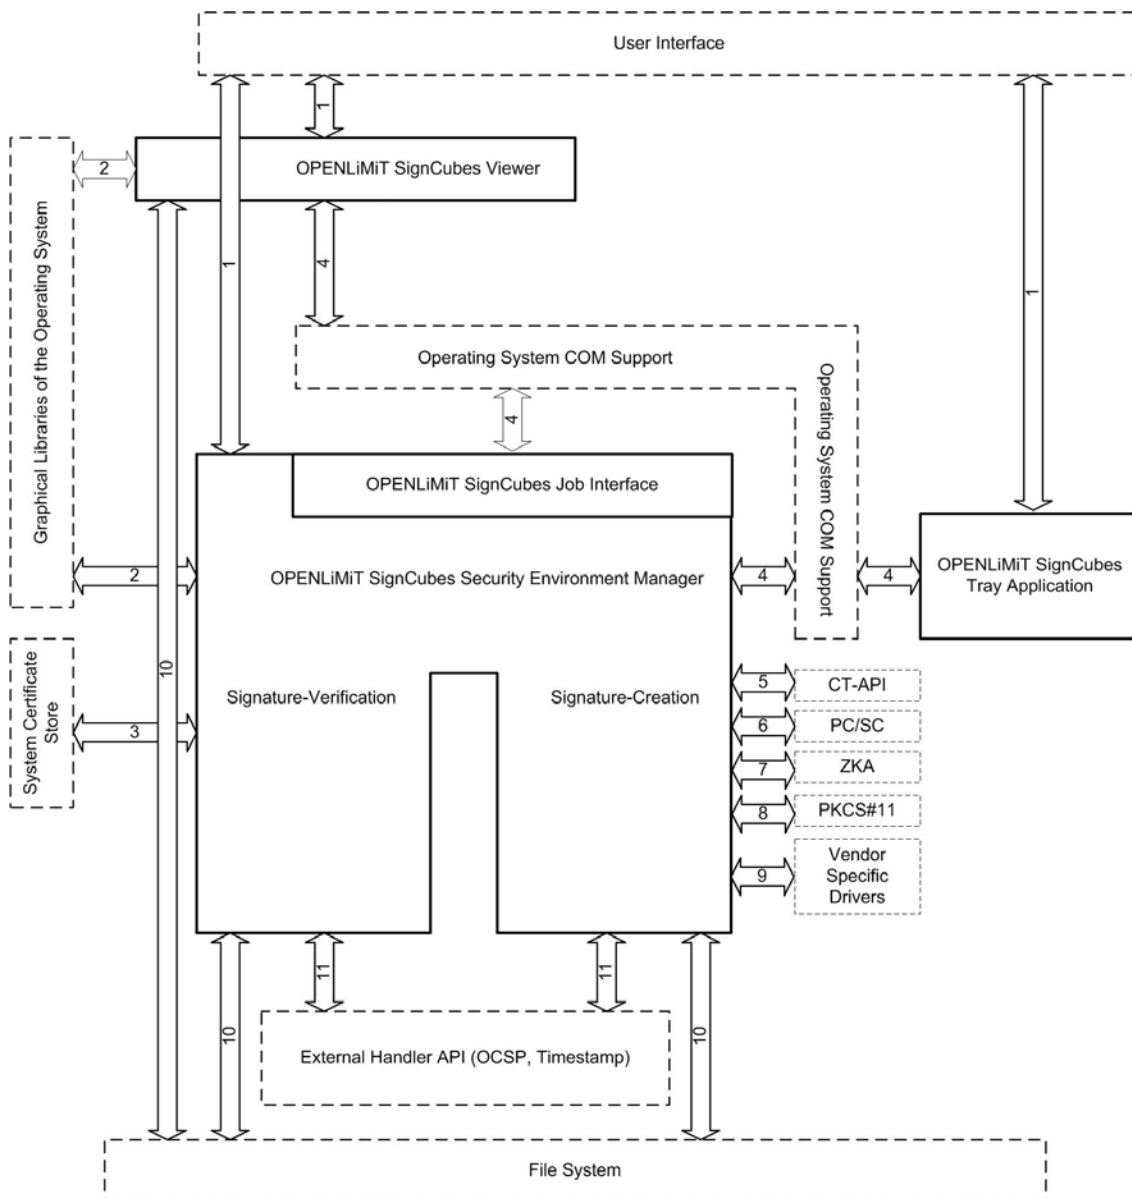 User Interface
1
OPENLiMiT SignCubes Viewer
2
Graphical Libraries of the Operating System
1
4
1
Operating System COM Support
4
Operating System COM Support
OPENLiMiT SignCubes Job Interface
2
OPENLiMiT SignCubes Security Environment Manager
4
4
OPENLiMiT SignCubes
Tray Application
10
System Certificate
Store
3
Signature-Verification
Signature-Creation
5
CT-API
6
PC/SC
7
ZKA
8
PKCS#11
9
Vendor
Specific
Drivers
11
11
10
10
External Handler API (OCSP, Timestamp)
File System